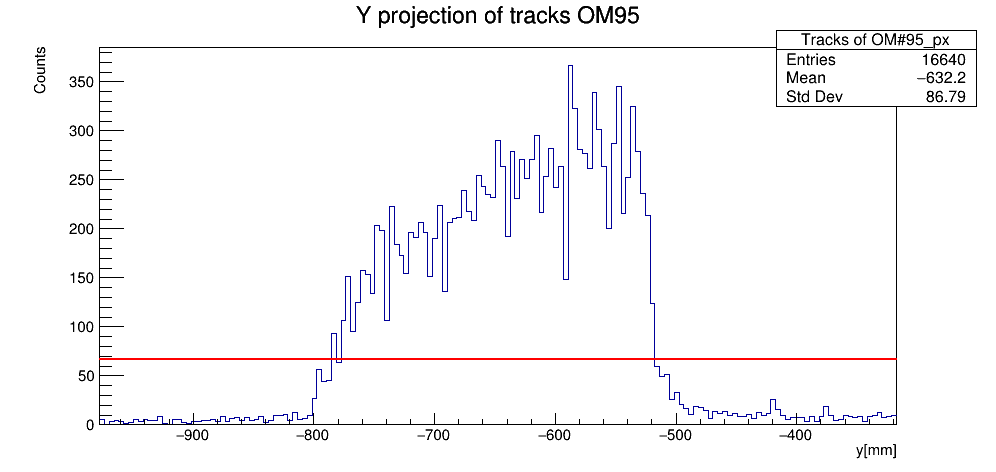 Y projection of tracks OM95
Tracks of OM#95_px
Entries 16640
Mean −632.2
Std Dev 86.79
Counts
350
300
250
200
150
100
50
0
−900 −800 −700 −600 −500 −400
y[mm]